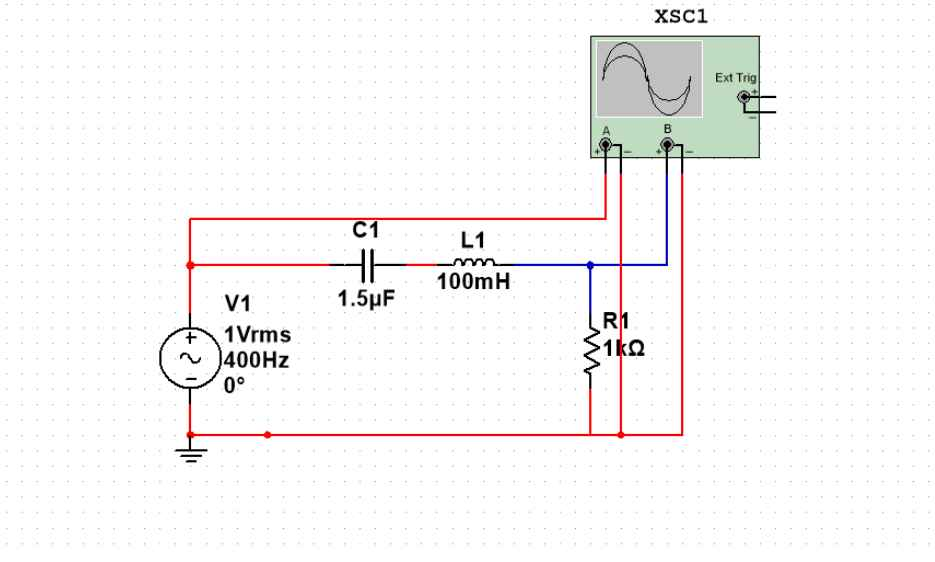 XSC1
Ext Trig
+
−
A
B
+
−
+
−
C1
1.5µF
L1
100mH
V1
1Vrms
400Hz
0°
+
−
R1
1kΩ